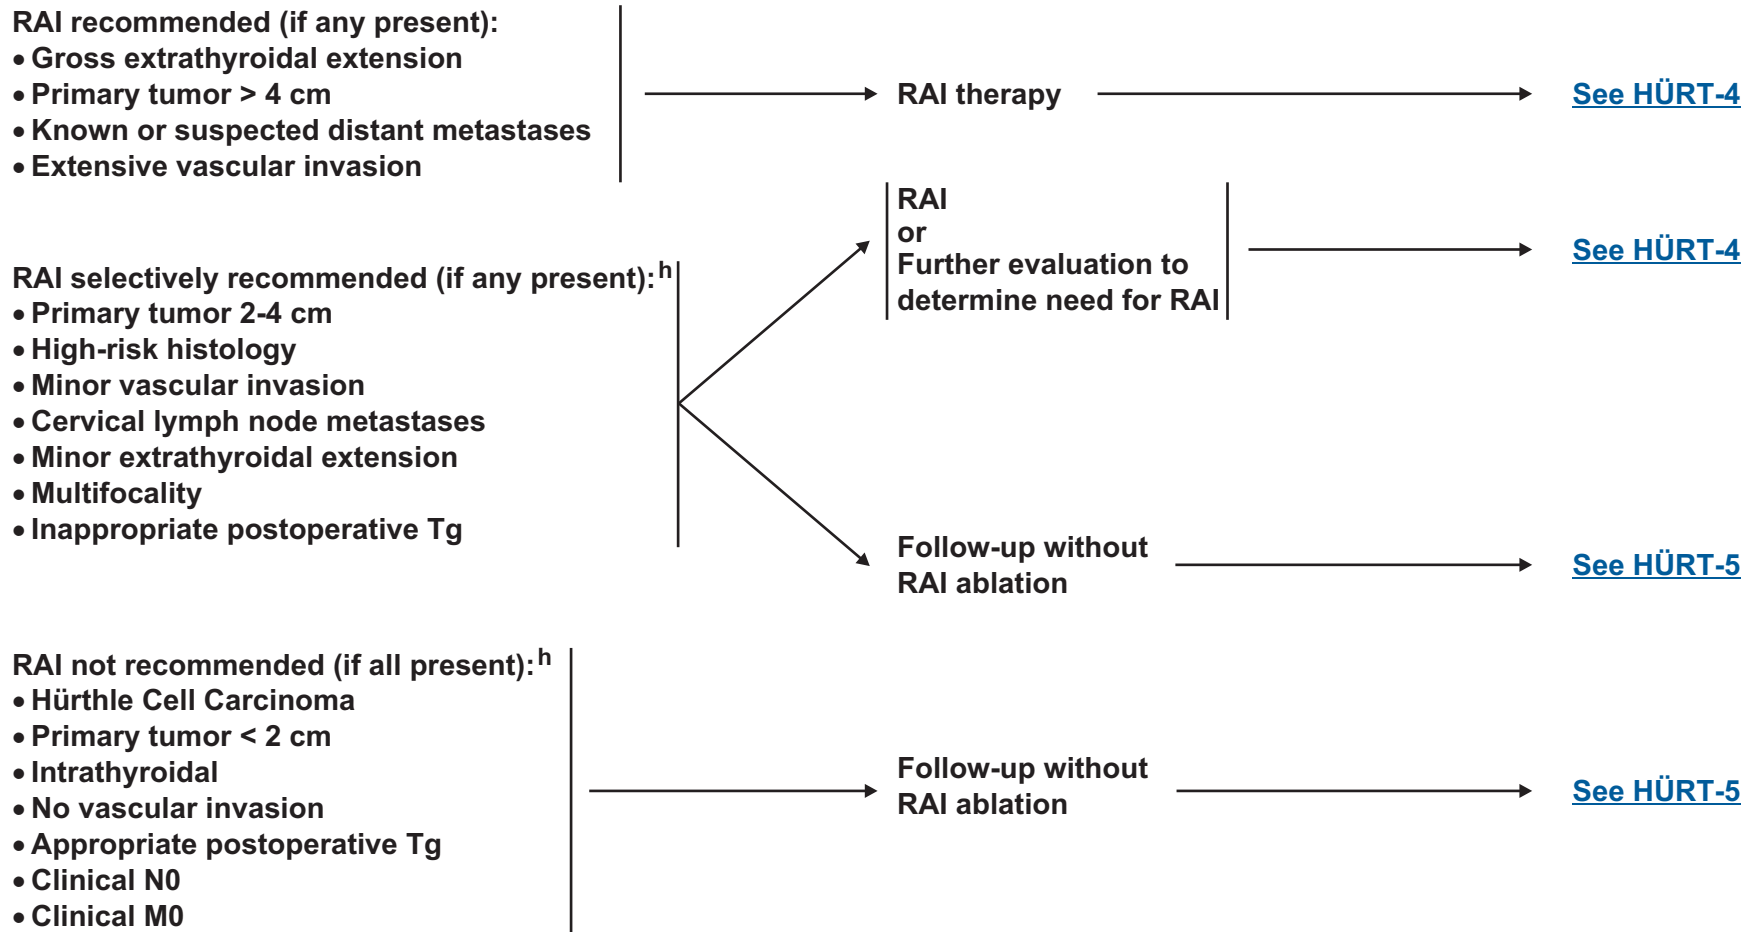 RAI recommended (if any present):
• Gross extrathyroidal extension
• Primary tumor > 4 cm
• Known or suspected distant metastases
• Extensive vascular invasion
RAI therapy
See HÜRT-4
RAI selectively recommended (if any present):h
• Primary tumor 2-4 cm
• High-risk histology
• Minor vascular invasion
• Cervical lymph node metastases
• Minor extrathyroidal extension
• Multifocality
• Inappropriate postoperative Tg
RAI
or
Further evaluation to
determine need for RAI
See HÜRT-4
Follow-up without
RAI ablation
See HÜRT-5
RAI not recommended (if all present):h
• Hürthle Cell Carcinoma
• Primary tumor < 2 cm
• Intrathyroidal
• No vascular invasion
• Appropriate postoperative Tg
• Clinical N0
• Clinical M0
Follow-up without
RAI ablation
See HÜRT-5